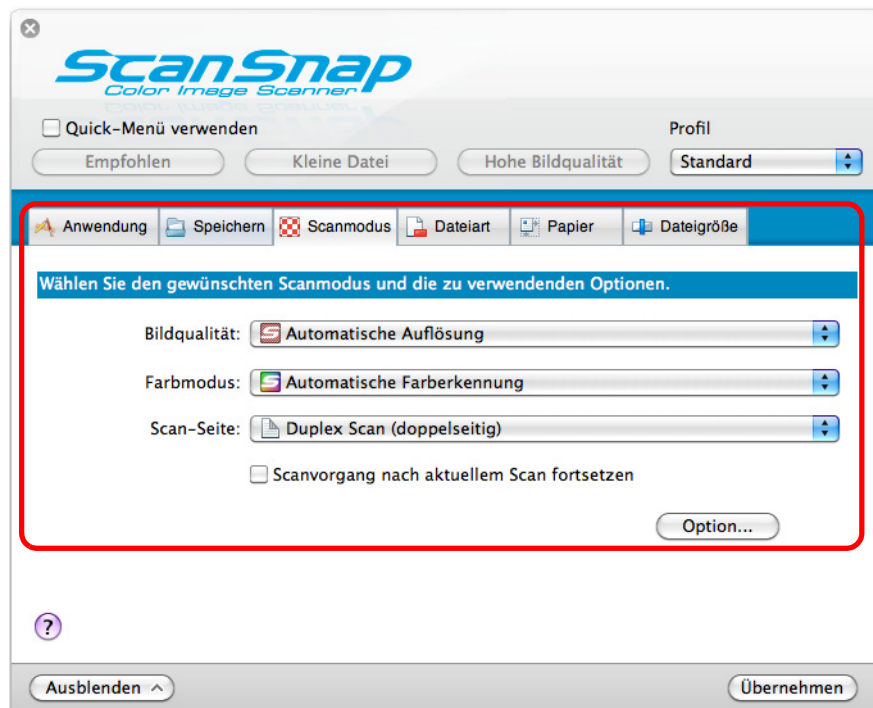 ScanSnap
Color Image Scanner
Quick-Menü verwenden
Profil
Empfohlen Kleine Datei Hohe Bildqualität Standard
Anwendung Speichern Scanmodus Dateiart Papier Dateigröße
Wählen Sie den gewünschten Scanmodus und die zu verwendenden Optionen.
Bildqualität: Automatische Auflösung
Farbmodus: Automatische Farberkennung
Scan-Seite: Duplex Scan (doppelseitig)
Scanvorgang nach aktuellem Scan fortsetzen
Option...
?
Ausblenden Übernehmen